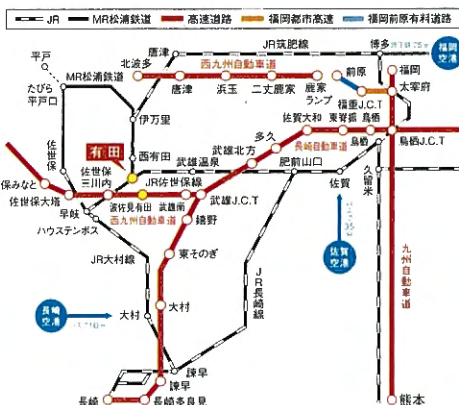 JR
MR松浦鉄道
高速道路
福岡都市高速
福岡前原有料道路
唐津
JR筑肥線
博多
福岡
空港
平戸
北波多
西九州自動車道
MR松浦鉄道
前原
福岡
たびら
平戸口
唐津
浜玉
二丈鹿家
鹿家
ランプ
太宰府
伊万里
福重J.C.T
佐賀大和
東脊振
鳥栖
多久
長崎自動車道
鳥栖
鳥栖J.C.T
有田
西有田
武雄北方
佐世保
武雄温泉
肥前山口
佐世保
三川内
JR佐世保線
佐賀
久留米
保みなと
佐世保大塔
波佐見有田
武雄南
武雄J.C.T
早岐
西九州自動車道
嬉野
ハウステンボス
東そのぎ
佐賀
空港
九州自動車道
JR大村線
JR長崎線
長崎
空港
大村
大村
諫早
諫早
長崎
長崎多良見
熊本